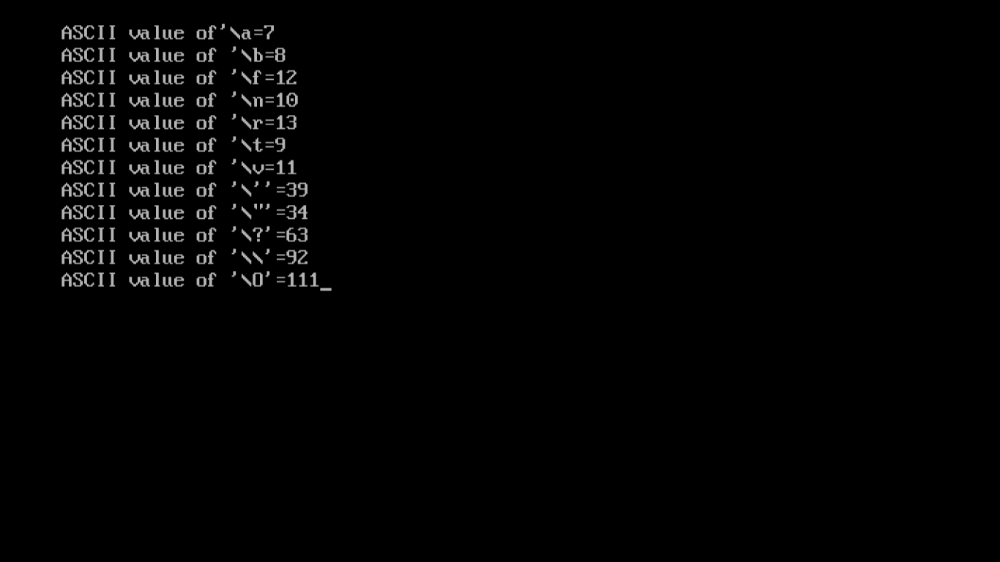 ASCII value of'\a=7
ASCII value of '\b=8
ASCII value of '\f=12
ASCII value of '\n=10
ASCII value of '\r=13
ASCII value of '\t=9
ASCII value of '\v=11
ASCII value of '\''=39
ASCII value of '\"'=34
ASCII value of '\?'=63
ASCII value of '\\'=92
ASCII value of '\O'=111_